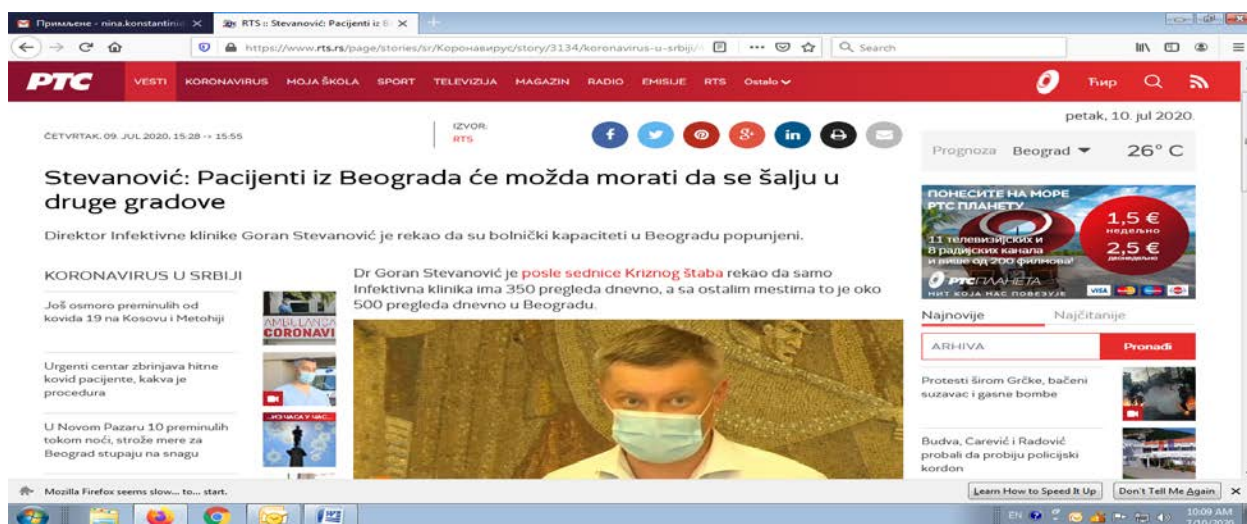 Примљене - nina.konstantini
RTS :: Stevanović: Pacijenti iz B
https://www.rts.rs/page/stories/sr/Коронавирус/story/3134/koronavirus-u-srbiji/
Search
РТС
VESTI
KORONAVIRUS
МОЈА ŠKOLA
SPORT
TELEVIZIJA
MAGAZIN
RADIO
EMISIJE
RTS
Ostalo
Ћир
ČETVRTAK, 09. JUL 2020, 15:28 -> 15:55
IZVOR:
RTS
Stevanović: Pacijenti iz Beograda će možda morati da se šalju u
druge gradove
Direktor Infektivne klinike Goran Stevanović je rekao da su bolnički kapaciteti u Beogradu popunjeni.
KORONAVIRUS U SRBIJI
Još osmoro preminulih od
kovida 19 na Kosovu i Metohiji
AMBULANDA
CORONAVI
Urgenti centar zbrinjava hitne
kovid pacijente, kakva je
procedura
U Novom Pazaru 10 preminulih
tokom noći, strože mere za
Beograd stupaju na snagu
...ИЗ ЧАСА У ЧАС...
Dr Goran Stevanović je posle sednice Kriznog štaba rekao da samo
Infektivna klinika ima 350 pregleda dnevno, a sa ostalim mestima to je oko
500 pregleda dnevno u Beogradu.
petak, 10. jul 2020.
Prognoza Beograd 26° C
ПОНЕСИТЕ НА МОРЕ
РТС ПЛАНЕТУ
11 телевизијских и
8 радијских канала
и више од 200 филмова!
1,5 €
недељно
2,5 €
РТСПЛАНЕТА
НИТ КОЈА НАС ПОВЕЗУЈЕ
VISA
Najnovije
Najčitanije
ARHIVA
Pronađi
Protesti širom Grčke, bačeni
suzavac i gasne bombe
Budva, Carević i Radović
probali da probiju policijski
kordon
Mozilla Firefox seems slow... to... start.
Learn How to Speed It Up
Don't Tell Me Again
EN
10:09 AM
7/10/2020